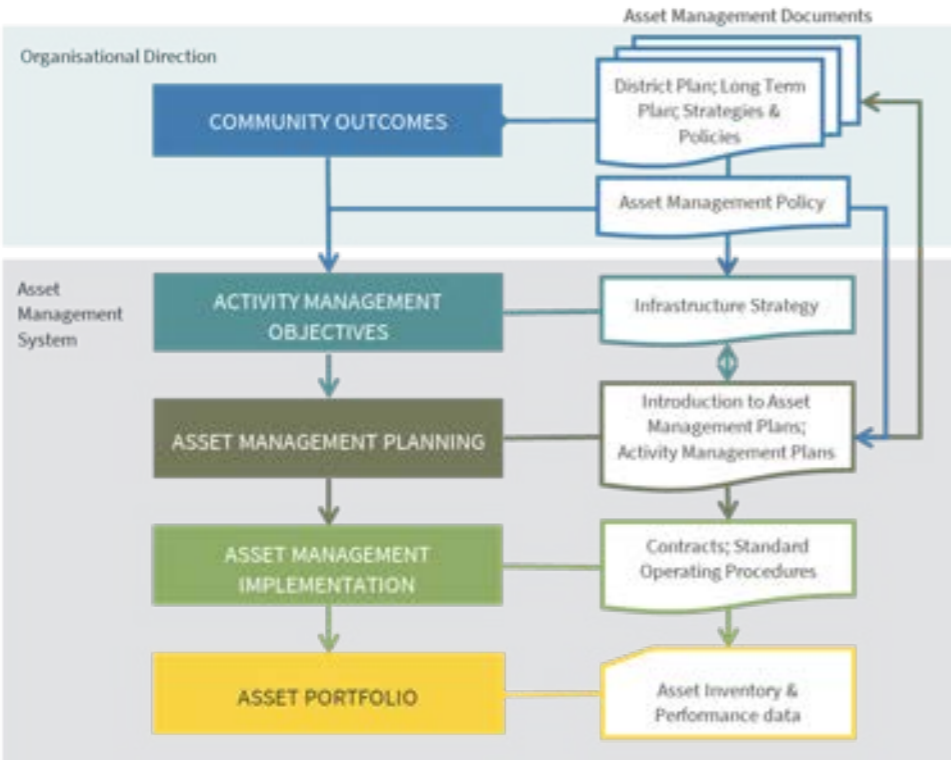 Asset Management Documents
Organisational Direction
COMMUNITY OUTCOMES
District Plan; Long Term
Plan; Strategies &
Policies
Asset Management Policy
Asset
Management
System
ACTIVITY MANAGEMENT
OBJECTIVES
Infrastructure Strategy
ASSET MANAGEMENT PLANNING
Introduction to Asset
Management Plans;
Activity Management Plans
ASSET MANAGEMENT
IMPLEMENTATION
Contracts; Standard
Operating Procedures
ASSET PORTFOLIO
Asset Inventory &
Performance data